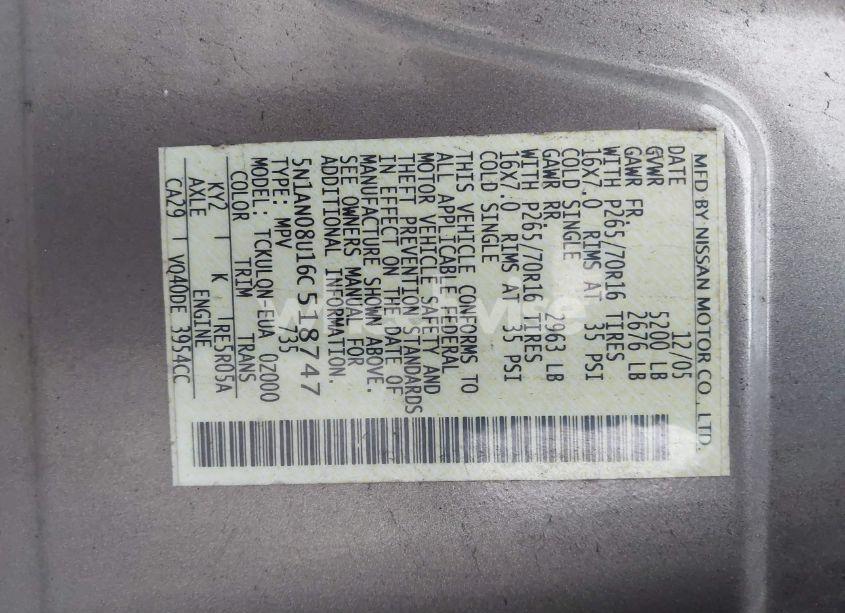 MFD BY NISSAN MOTOR CO., LTD.
DATE 12/05
GVWR 5200 LB
GAWR FR. 2676 LB
WITH P265/70R16 TIRES
16X7.0 RIMS AT 35 PSI
COLD SINGLE
GAWR RR. 2963 LB
WITH P265/70R16 TIRES
16X7.0 RIMS AT 35 PSI
COLD SINGLE
THIS VEHICLE CONFORMS TO
ALL APPLICABLE FEDERAL
MOTOR VEHICLE SAFETY AND
THEFT PREVENTION STANDARDS
IN EFFECT ON THE DATE OF
MANUFACTURE SHOWN ABOVE.
SEE OWNERS MANUAL FOR
ADDITIONAL INFORMATION.
5N1AN08U16C518747
TYPE: MPV 735
MODEL: TCKULQN-EUA 0Z000
COLOR TRIM TRANS
KY2 | K | RE5R05A
AXLE ENGINE
CA29 | VQ40DE 3954CC